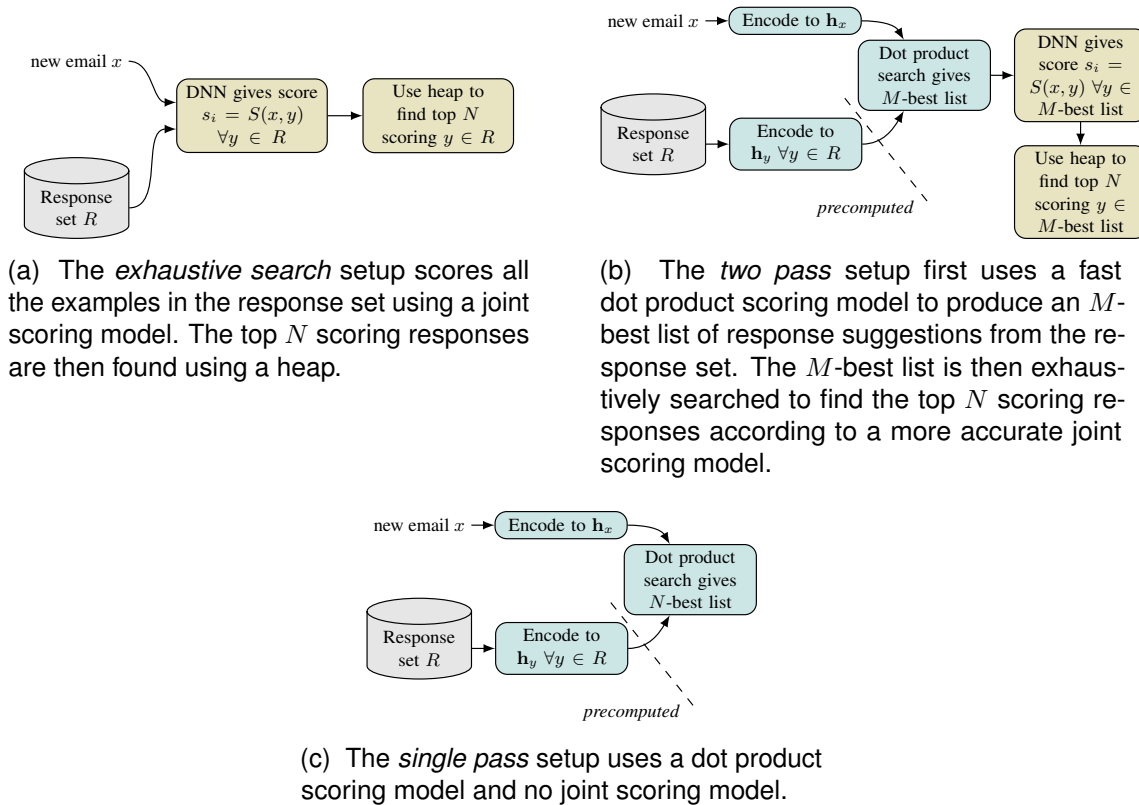 new email x
DNN gives score
s_i = S(x, y)
∀y ∈ R
Use heap to
find top N
scoring y ∈ R
Response
set R
(a) The exhaustive search setup scores all
the examples in the response set using a joint
scoring model. The top N scoring responses
are then found using a heap.
new email x
Encode to h_x
Dot product
search gives
M-best list
DNN gives
score s_i =
S(x, y) ∀y ∈
M-best list
Response
set R
Encode to
h_y ∀y ∈ R
precomputed
Use heap to
find top N
scoring y ∈
M-best list
(b) The two pass setup first uses a fast
dot product scoring model to produce an M-
best list of response suggestions from the re-
sponse set. The M-best list is then exhaus-
tively searched to find the top N scoring re-
sponses according to a more accurate joint
scoring model.
new email x
Encode to h_x
Dot product
search gives
N-best list
Response
set R
Encode to
h_y ∀y ∈ R
precomputed
(c) The single pass setup uses a dot product
scoring model and no joint scoring model.